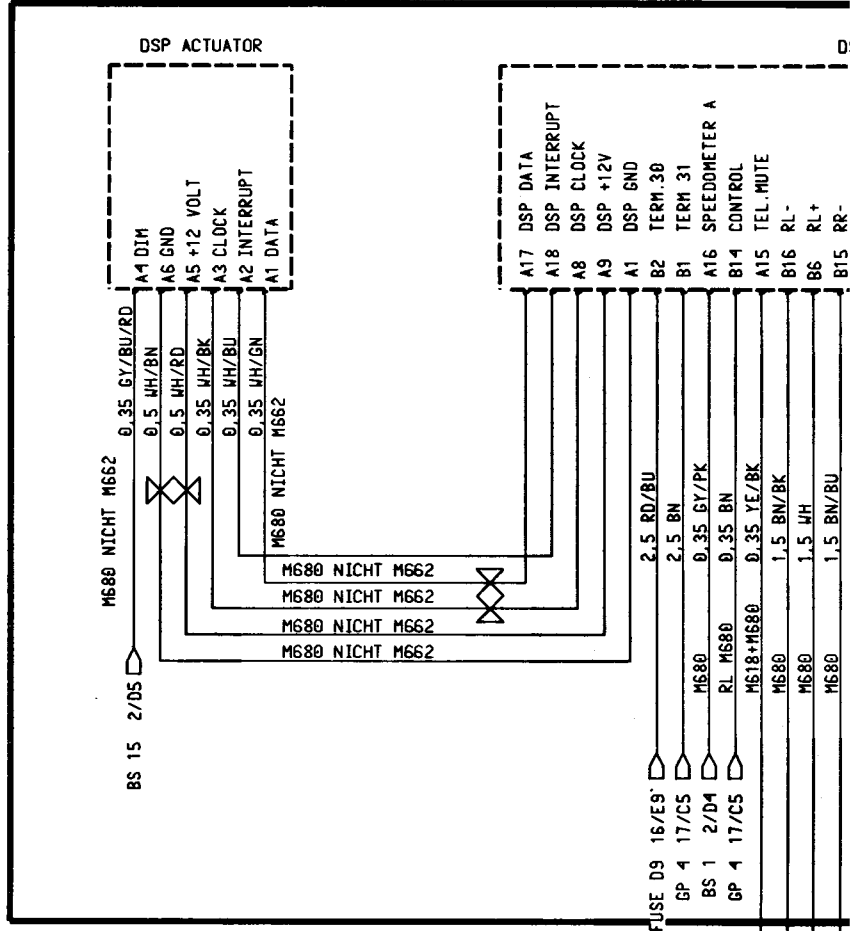 DSP ACTUATOR
A4 DIM
A6 GND
A5 +12 VOLT
A3 CLOCK
A2 INTERRUPT
A1 DATA
0,35 GY/BU/RD
0,5 WH/BN
0,5 WH/RD
0,35 WH/BK
0,35 WH/BU
0,35 WH/GN
M680 NICHT M662
M680 NICHT M662
BS 15 2/D5
M680 NICHT M662
M680 NICHT M662
M680 NICHT M662
M680 NICHT M662
A17 DSP DATA
A18 DSP INTERRUPT
A8 DSP CLOCK
A9 DSP +12V
A1 DSP GND
B2 TERM.30
B1 TERM 31
A16 SPEEDOMETER A
B14 CONTROL
A15 TEL.MUTE
B16 RL-
B6 RL+
B15 RR-
2,5 RD/BU
2,5 BN
0,35 GY/PK
0,35 BN
0,35 YE/BK
1,5 BN/BK
1,5 WH
1,5 BN/BU
M680
RL M680
M618+M680
M680
M680
M680
FUSE D9 16/E9
GP 4 17/C5
BS 1 2/D4
GP 4 17/C5